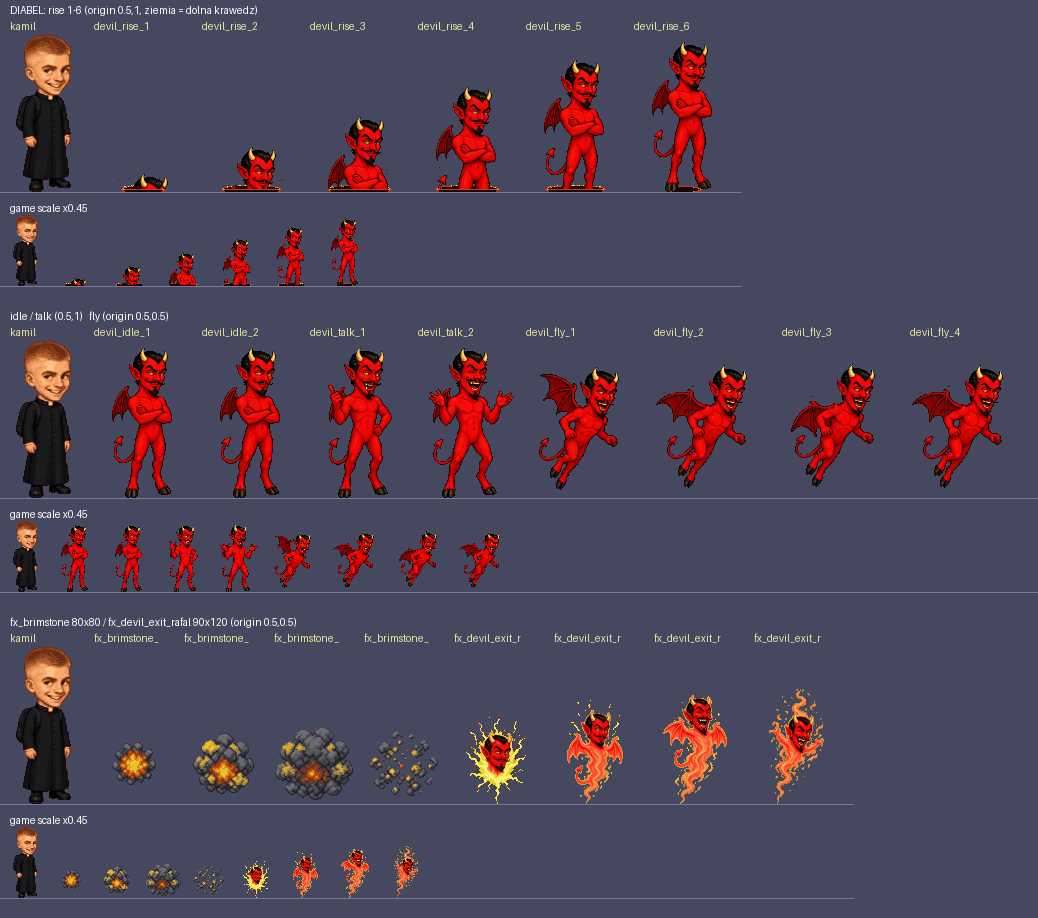 DIABEL: rise 1-6 (origin 0.5,1, ziemia = dolna krawedz)
kamil devil_rise_1 devil_rise_2 devil_rise_3 devil_rise_4 devil_rise_5 devil_rise_6
game scale x0.45
idle / talk (0.5,1) fly (origin 0.5,0.5)
kamil devil_idle_1 devil_idle_2 devil_talk_1 devil_talk_2 devil_fly_1 devil_fly_2 devil_fly_3 devil_fly_4
game scale x0.45
fx_brimstone 80x80 / fx_devil_exit_rafal 90x120 (origin 0.5,0.5)
kamil fx_brimstone_ fx_brimstone_ fx_brimstone_ fx_brimstone_ fx_devil_exit_r fx_devil_exit_r fx_devil_exit_r fx_devil_exit_r
game scale x0.45